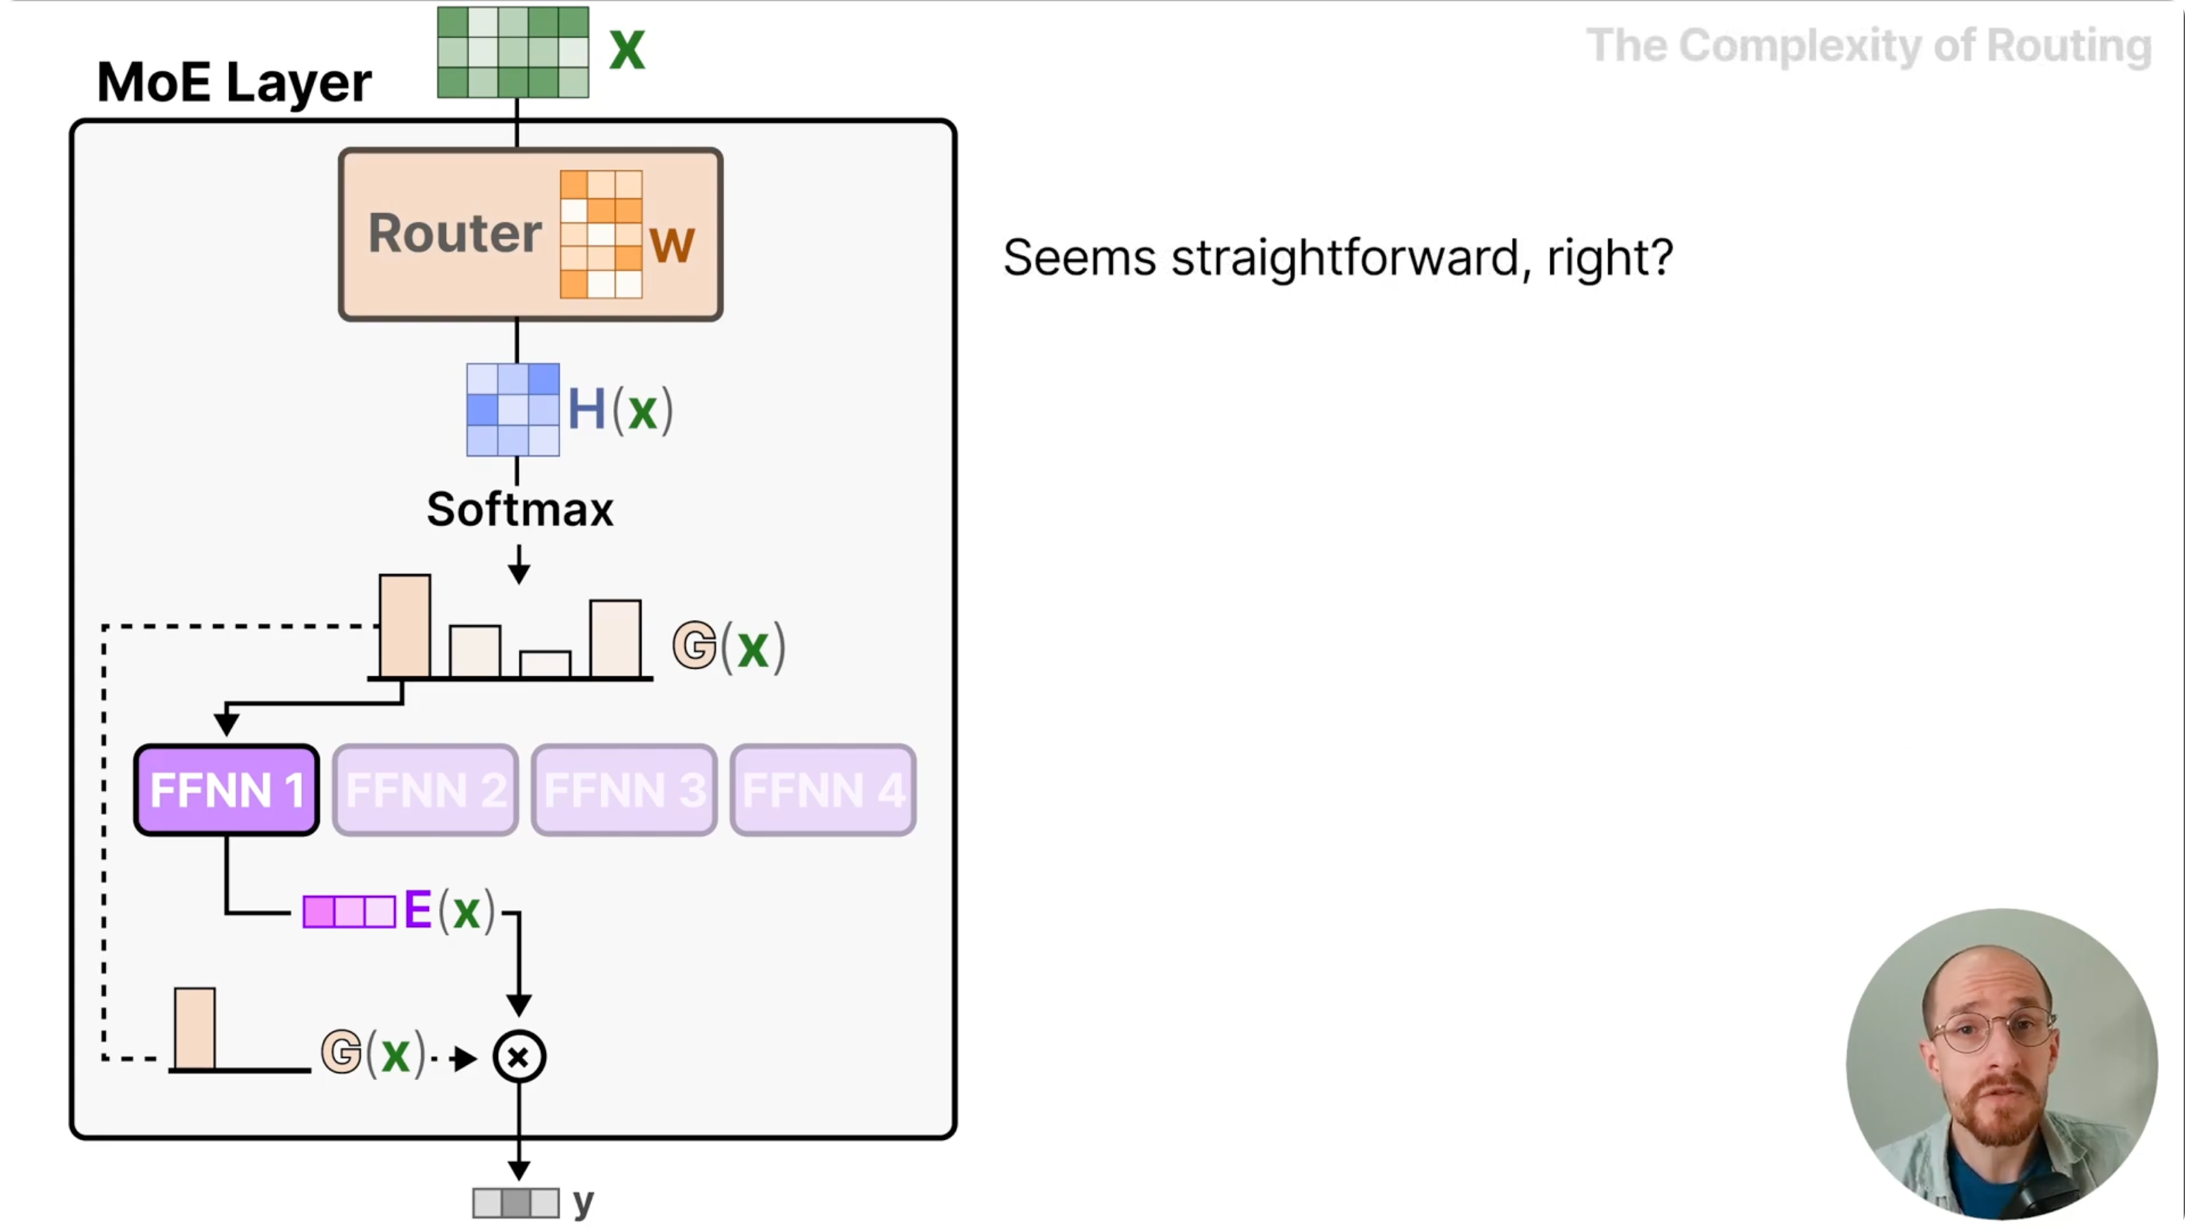 The Complexity of Routing
MoE Layer
X
Router
W
Seems straightforward, right?
H(x)
Softmax
G(x)
FFNN 1
FFNN 2
FFNN 3
FFNN 4
E(x)
G(x)
y